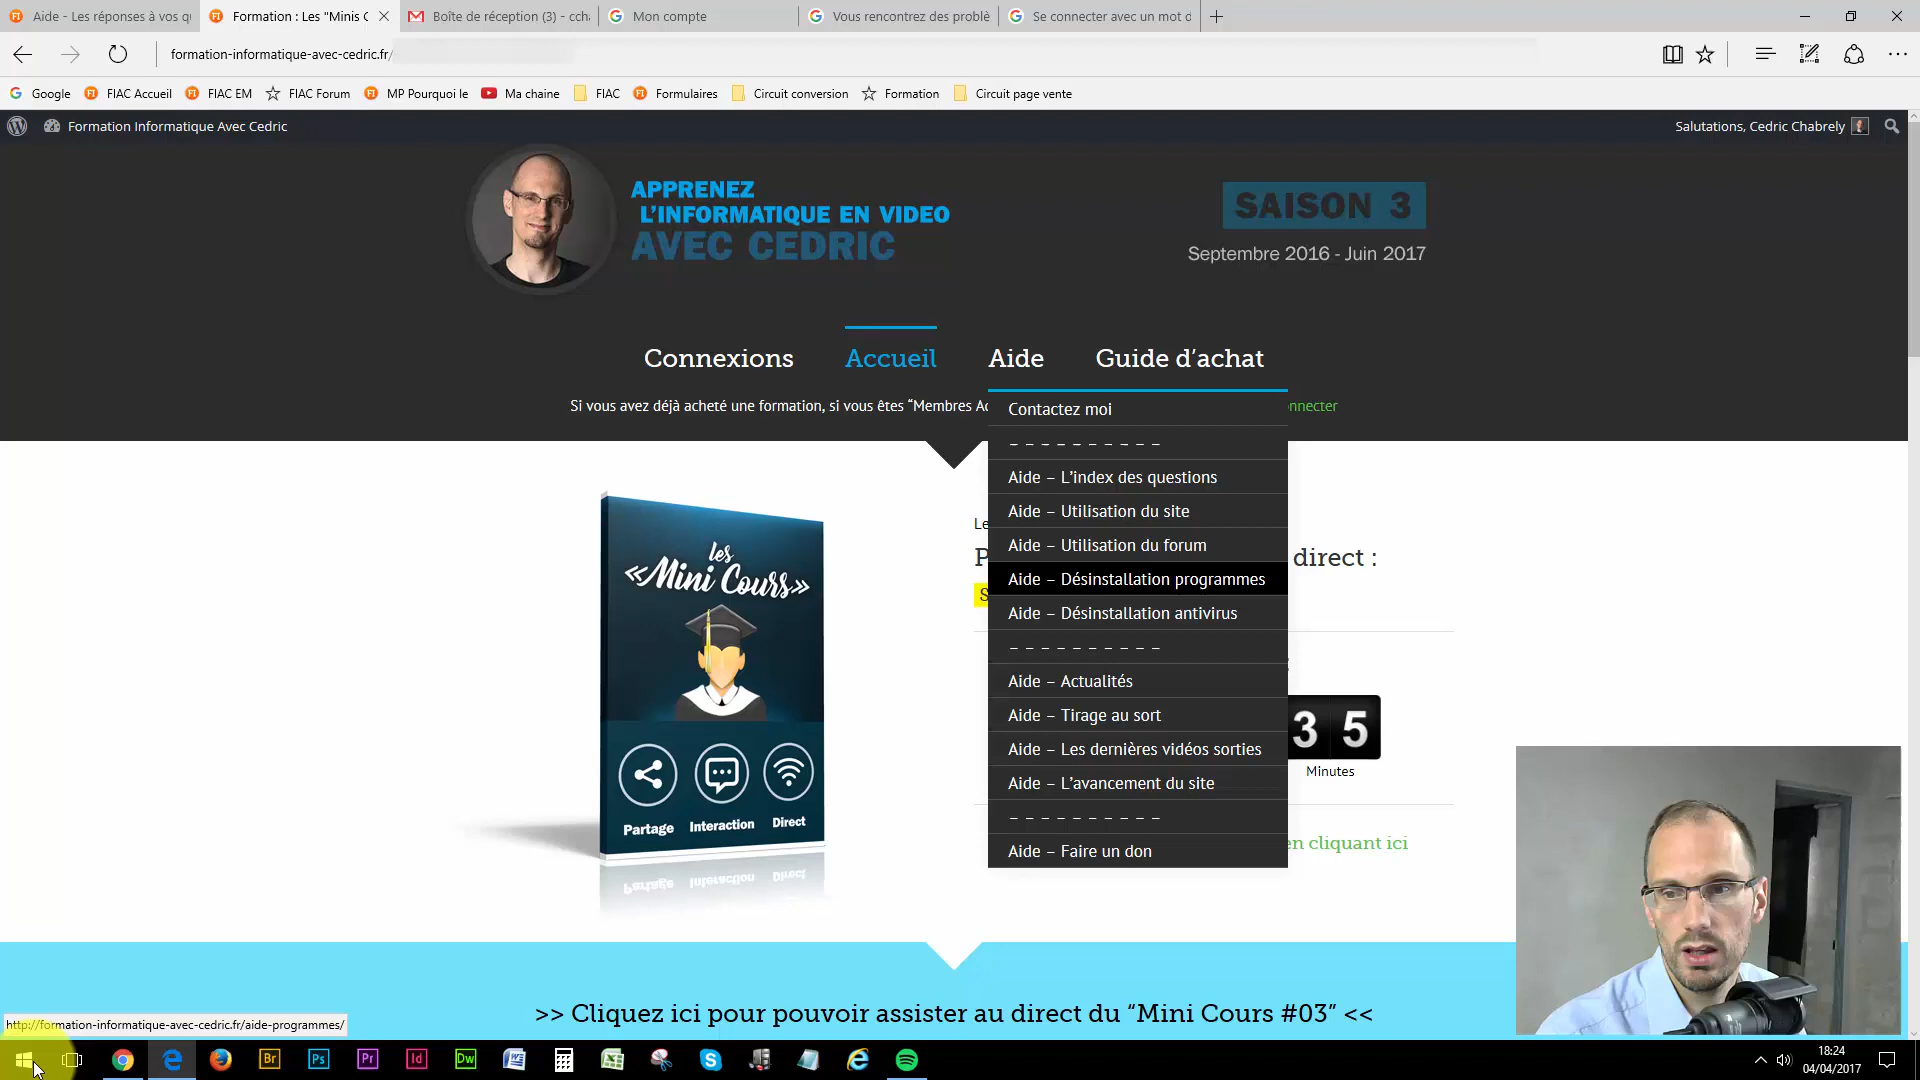 Aide - Les réponses à vos qu
Formation : Les "Minis C
Boîte de réception (3) - ccha
Mon compte
Vous rencontrez des problè
Se connecter avec un mot d
formation-informatique-avec-cedric.fr/
Google
FIAC Accueil
FIAC EM
FIAC Forum
MP Pourquoi le
Ma chaine
FIAC
Formulaires
Circuit conversion
Formation
Circuit page vente
Formation Informatique Avec Cedric
Salutations, Cedric Chabrely
APPRENEZ
L'INFORMATIQUE EN VIDEO
AVEC CEDRIC
SAISON 3
Septembre 2016 - Juin 2017
Connexions
Accueil
Aide
Guide d'achat
Si vous avez déjà acheté une formation, si vous êtes “Membres Ac
nnecter
Contactez moi
– – – – – – – – – –
Aide – L'index des questions
Aide – Utilisation du site
Aide – Utilisation du forum
Aide – Désinstallation programmes
Aide – Désinstallation antivirus
– – – – – – – – – –
Aide – Actualités
Aide – Tirage au sort
Aide – Les dernières vidéos sorties
Aide – L'avancement du site
– – – – – – – – – –
Aide – Faire un don
Le
P
direct :
S
35
Minutes
en cliquant ici
les
«Mini Cours»
Partage
Interaction
Direct
>> Cliquez ici pour pouvoir assister au direct du “Mini Cours #03” <<
http://formation-informatique-avec-cedric.fr/aide-programmes/
Br
Ps
Pr
Id
Dw
18:24
04/04/2017